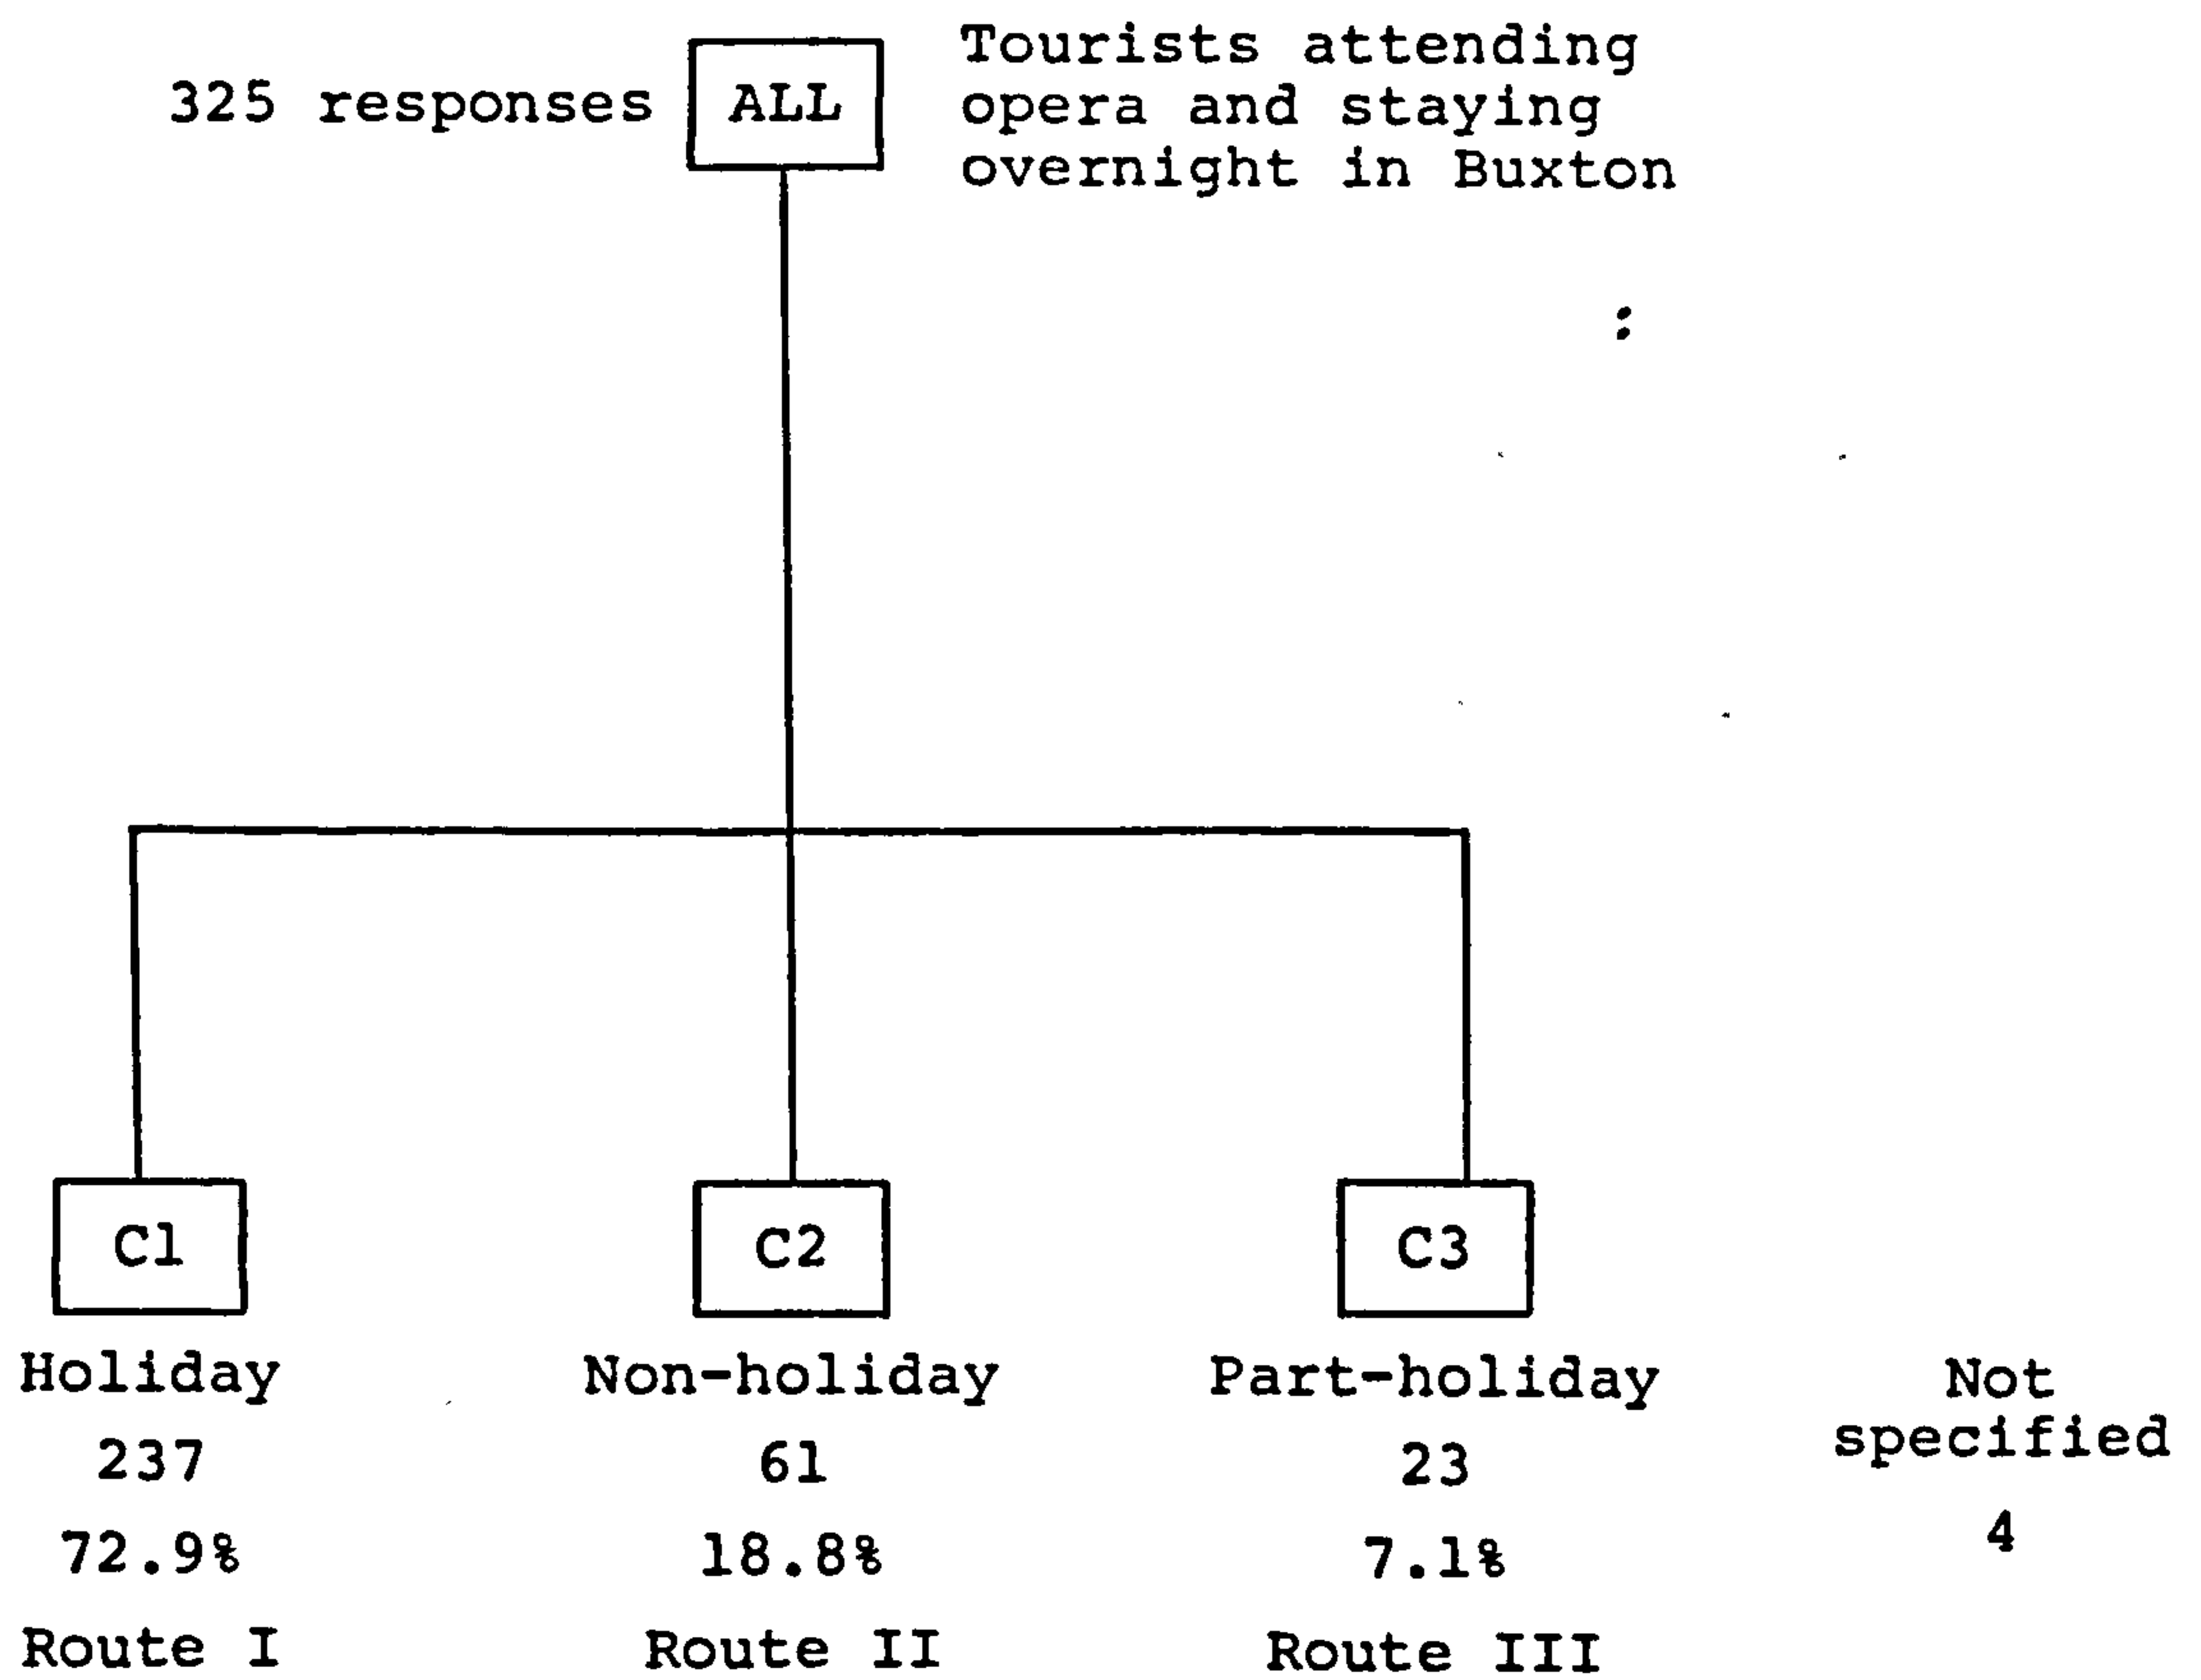 325 responses
ALL
Tourists attending
opera and staying
overnight in Buxton
C1
C2
C3
Holiday
237
72.9%
Route I
Non-holiday
61
18.8%
Route II
Part-holiday
23
7.1%
Route III
Not
specified
4